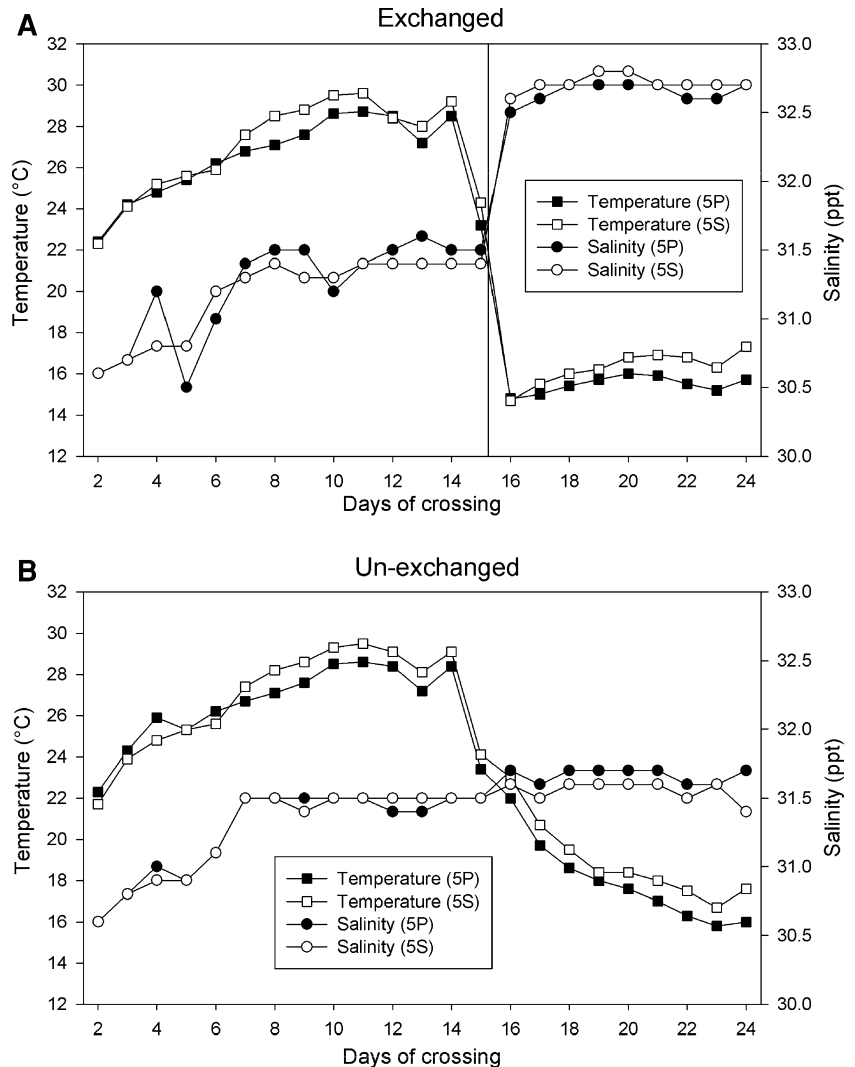 Exchanged
A
32
30
28
26
24
22
20
18
16
14
12
Temperature (°C)
33.0
32.5
32.0
31.5
31.0
30.5
30.0
Salinity (ppt)
Temperature (5P)
Temperature (5S)
Salinity (5P)
Salinity (5S)
2 4 6 8 10 12 14 16 18 20 22 24
Days of crossing
Un-exchanged
B
32
30
28
26
24
22
20
18
16
14
12
Temperature (°C)
33.0
32.5
32.0
31.5
31.0
30.5
30.0
Salinity (ppt)
Temperature (5P)
Temperature (5S)
Salinity (5P)
Salinity (5S)
2 4 6 8 10 12 14 16 18 20 22 24
Days of crossing